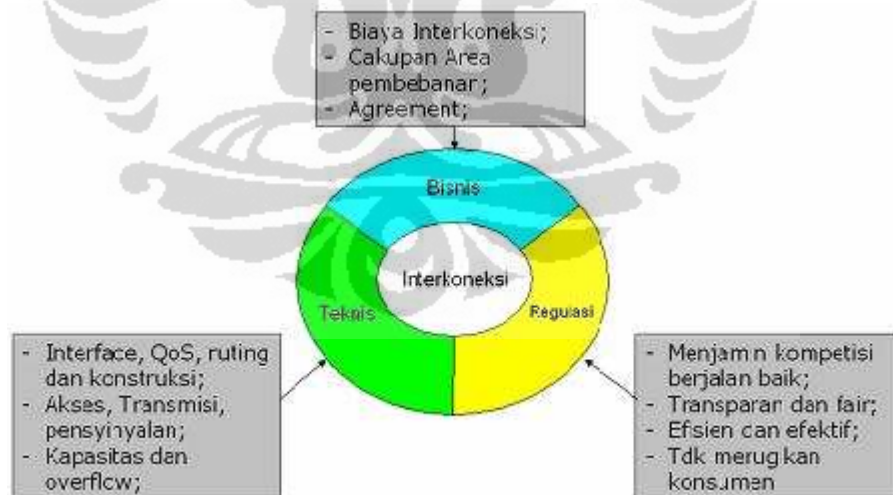 - Biaya Interkoneksi;
- Cakupan Area
pembebanan;
- Agreement;
Bisnis
Interkoneksi
Teknis
Regulasi
- Interface, QoS, ruting
dan konstruksi;
- Akses, Transmisi,
pensyinyalan;
- Kapasitas dan
overflow;
- Menjamin kompetisi
berjalan baik;
- Transparan dan fair;
- Efisien dan efektif;
- Tdk merugikan
konsumen